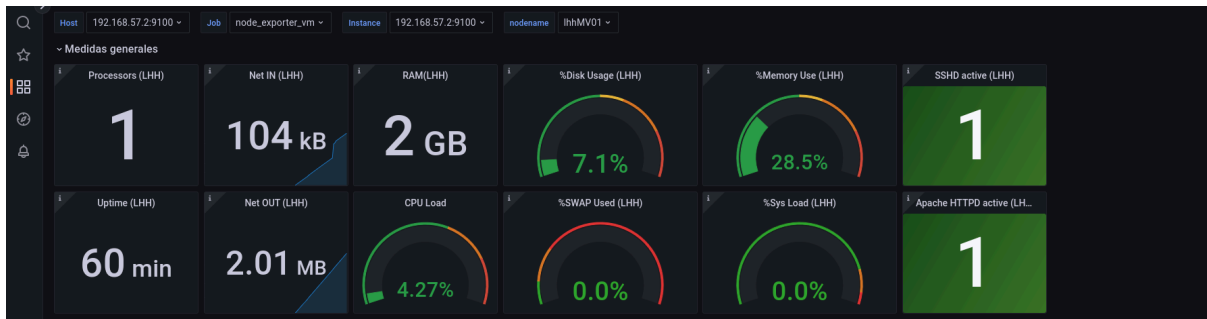 Host 192.168.57.2:9100 Job node_exporter_vm Instance 192.168.57.2:9100 nodename lhhMV01
Medidas generales
Processors (LHH) Net IN (LHH) RAM(LHH) %Disk Usage (LHH) %Memory Use (LHH) SSHD active (LHH)
1 104 kB 2 GB 7.1% 28.5% 1
Uptime (LHH) Net OUT (LHH) CPU Load %SWAP Used (LHH) %Sys Load (LHH) Apache HTTPD active (LH...
60 min 2.01 MB 4.27% 0.0% 0.0% 1